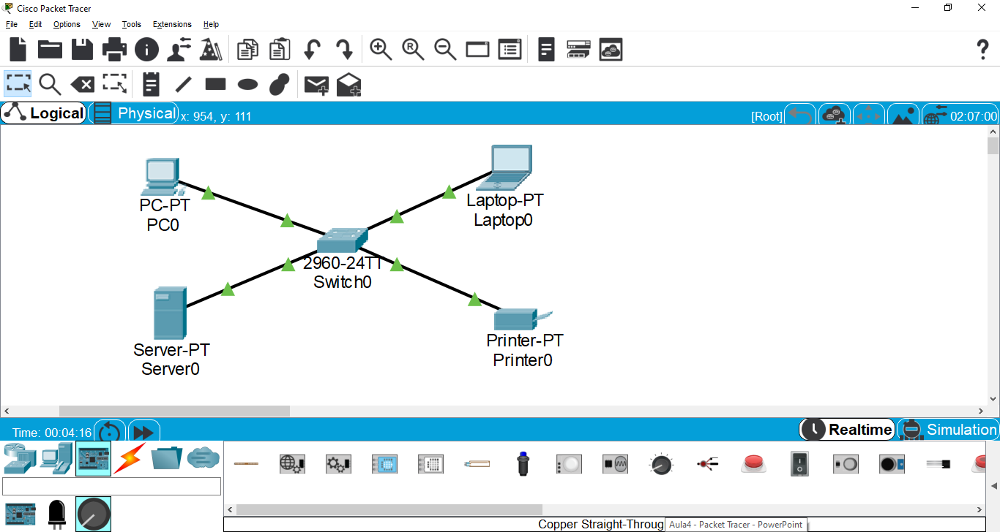 Cisco Packet Tracer
File Edit Options View Tools Extensions Help
R
?
Logical Physical x: 954, y: 111 [Root] 02:07:00
PC-PT
PC0
Laptop-PT
Laptop0
2960-24TT
Switch0
Server-PT
Server0
Printer-PT
Printer0
Time: 00:04:16 Realtime Simulation
Copper Straight-Throug
Aula4 - Packet Tracer - PowerPoint